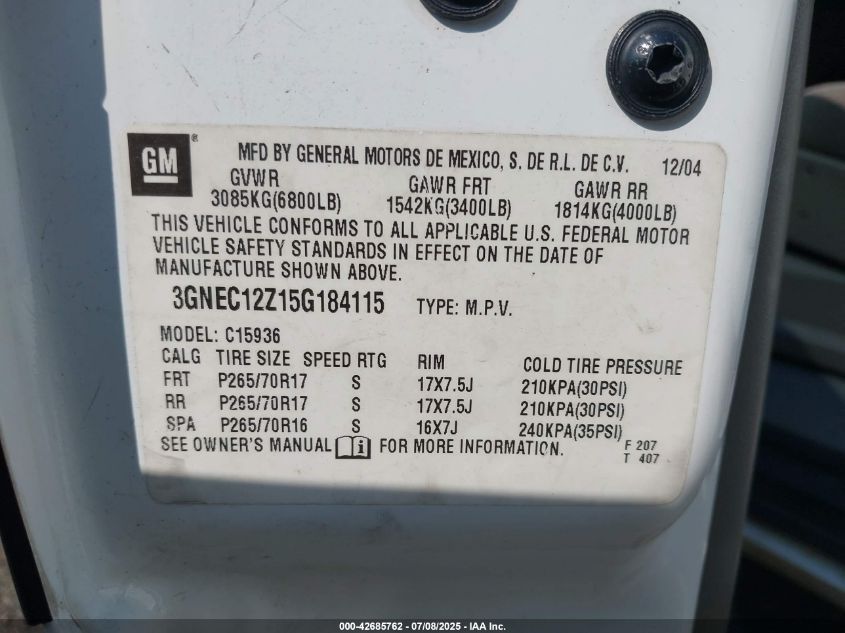 GM ®
MFD BY GENERAL MOTORS DE MEXICO, S. DE R.L. DE C.V. 12/04
GVWR GAWR FRT GAWR RR
3085KG(6800LB) 1542KG(3400LB) 1814KG(4000LB)
THIS VEHICLE CONFORMS TO ALL APPLICABLE U.S. FEDERAL MOTOR
VEHICLE SAFETY STANDARDS IN EFFECT ON THE DATE OF
MANUFACTURE SHOWN ABOVE.
3GNEC12Z15G184115 TYPE: M.P.V.
MODEL: C15936
CALG TIRE SIZE SPEED RTG RIM COLD TIRE PRESSURE
FRT P265/70R17 S 17X7.5J 210KPA(30PSI)
RR P265/70R17 S 17X7.5J 210KPA(30PSI)
SPA P265/70R16 S 16X7J 240KPA(35PSI)
SEE OWNER'S MANUAL i FOR MORE INFORMATION.
F 207
T 407
000-42685762 - 07/08/2025 - IAA Inc.